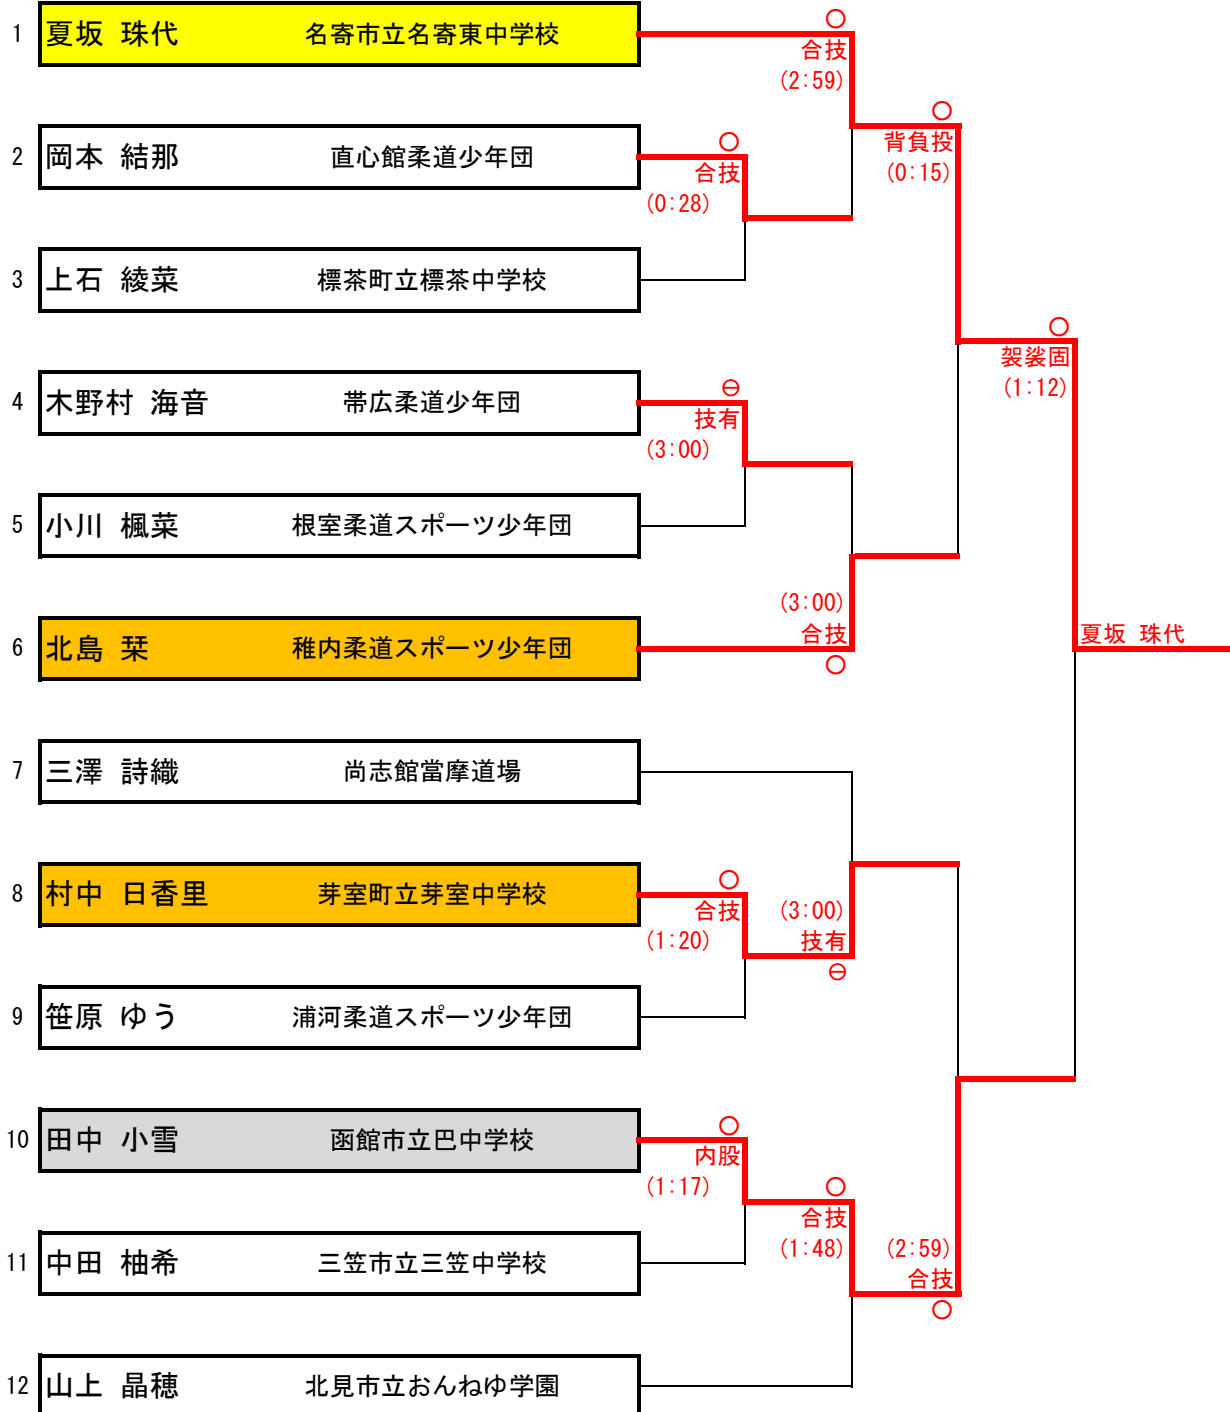 1 夏坂 珠代 名寄市立名寄東中学校
○
合技
(2:59)
2 岡本 結那 直心館柔道少年団
○
合技
(0:28)
○
背負投
(0:15)
3 上石 綾菜 標茶町立標茶中学校
○
袈裟固
(1:12)
4 木野村 海音 帯広柔道少年団
⊖
技有
(3:00)
5 小川 楓菜 根室柔道スポーツ少年団
(3:00)
合技
○
6 北島 栞 稚内柔道スポーツ少年団
夏坂 珠代
7 三澤 詩織 尚志館當摩道場
8 村中 日香里 芽室町立芽室中学校
○
合技
(1:20)
(3:00)
技有
⊖
9 笹原 ゆう 浦河柔道スポーツ少年団
10 田中 小雪 函館市立巴中学校
○
内股
(1:17)
○
合技
(1:48)
11 中田 柚希 三笠市立三笠中学校
(2:59)
合技
○
12 山上 晶穂 北見市立おんねゆ学園